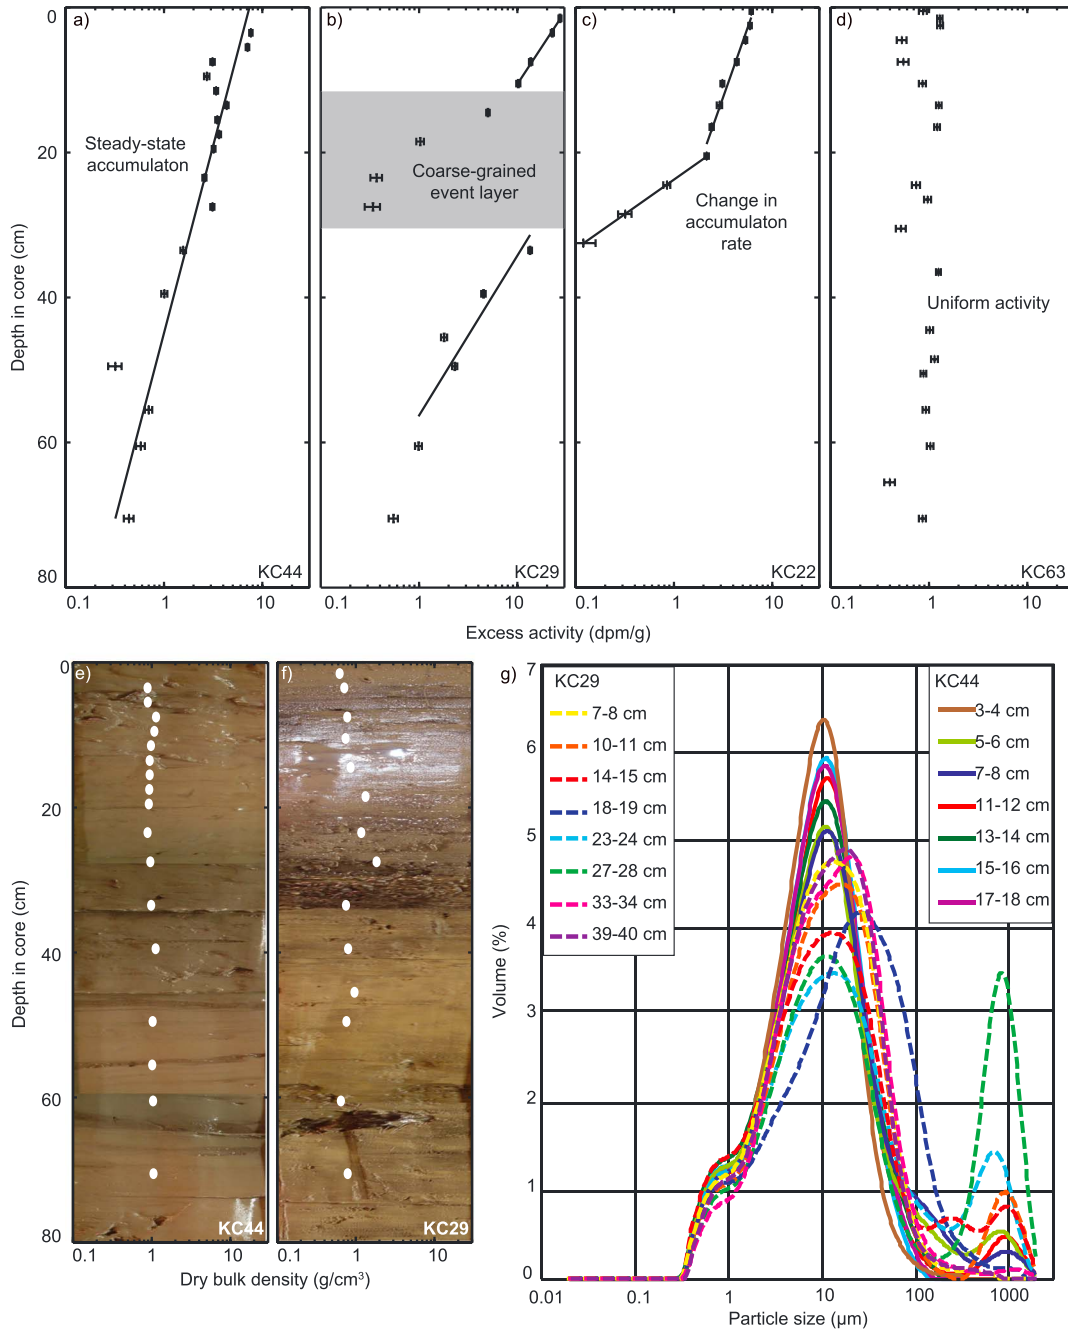 a)
b)
c)
d)
0
20
40
60
80
Depth in core (cm)
Steady-state
accumulaton
Coarse-grained
event layer
Change in
accumulaton
rate
Uniform activity
KC44
KC29
KC22
KC63
0.1 1 10
0.1 1 10
0.1 1 10
0.1 1 10
Excess activity (dpm/g)
e)
f)
0
20
40
60
80
Depth in core (cm)
KC44
KC29
0.1 1 10
0.1 1 10
Dry bulk density (g/cm³)
g)
7
6
5
4
3
2
1
0
Volume (%)
KC29
7-8 cm
10-11 cm
14-15 cm
18-19 cm
23-24 cm
27-28 cm
33-34 cm
39-40 cm
KC44
3-4 cm
5-6 cm
7-8 cm
11-12 cm
13-14 cm
15-16 cm
17-18 cm
0.01 0.1 1 10 100 1000
Particle size (µm)